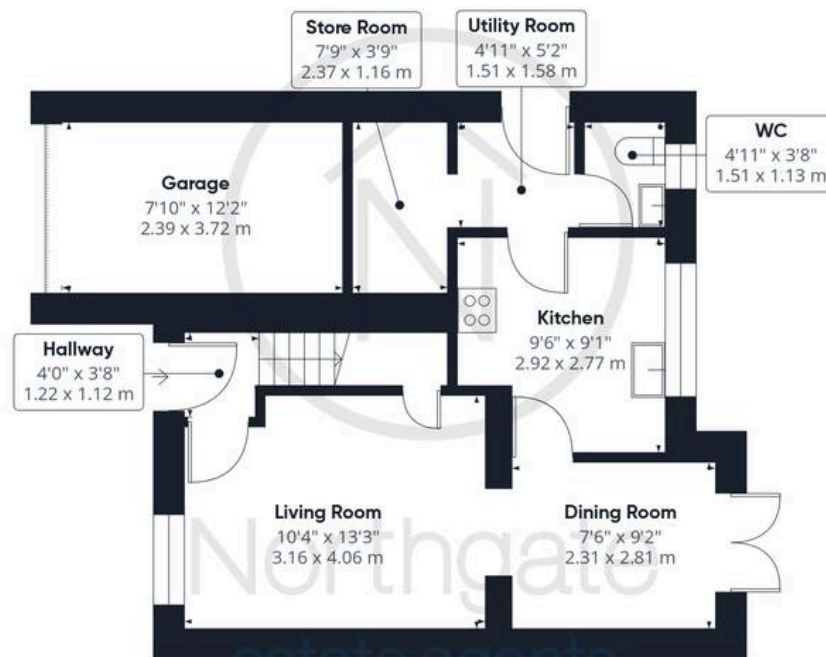 Store Room
7'9" x 3'9"
2.37 x 1.16 m
Utility Room
4'11" x 5'2"
1.51 x 1.58 m
WC
4'11" x 3'8"
1.51 x 1.13 m
Garage
7'10" x 12'2"
2.39 x 3.72 m
Kitchen
9'6" x 9'1"
2.92 x 2.77 m
Hallway
4'0" x 3'8"
1.22 x 1.12 m
Living Room
10'4" x 13'3"
3.16 x 4.06 m
Dining Room
7'6" x 9'2"
2.31 x 2.81 m
Northgate
estate agents